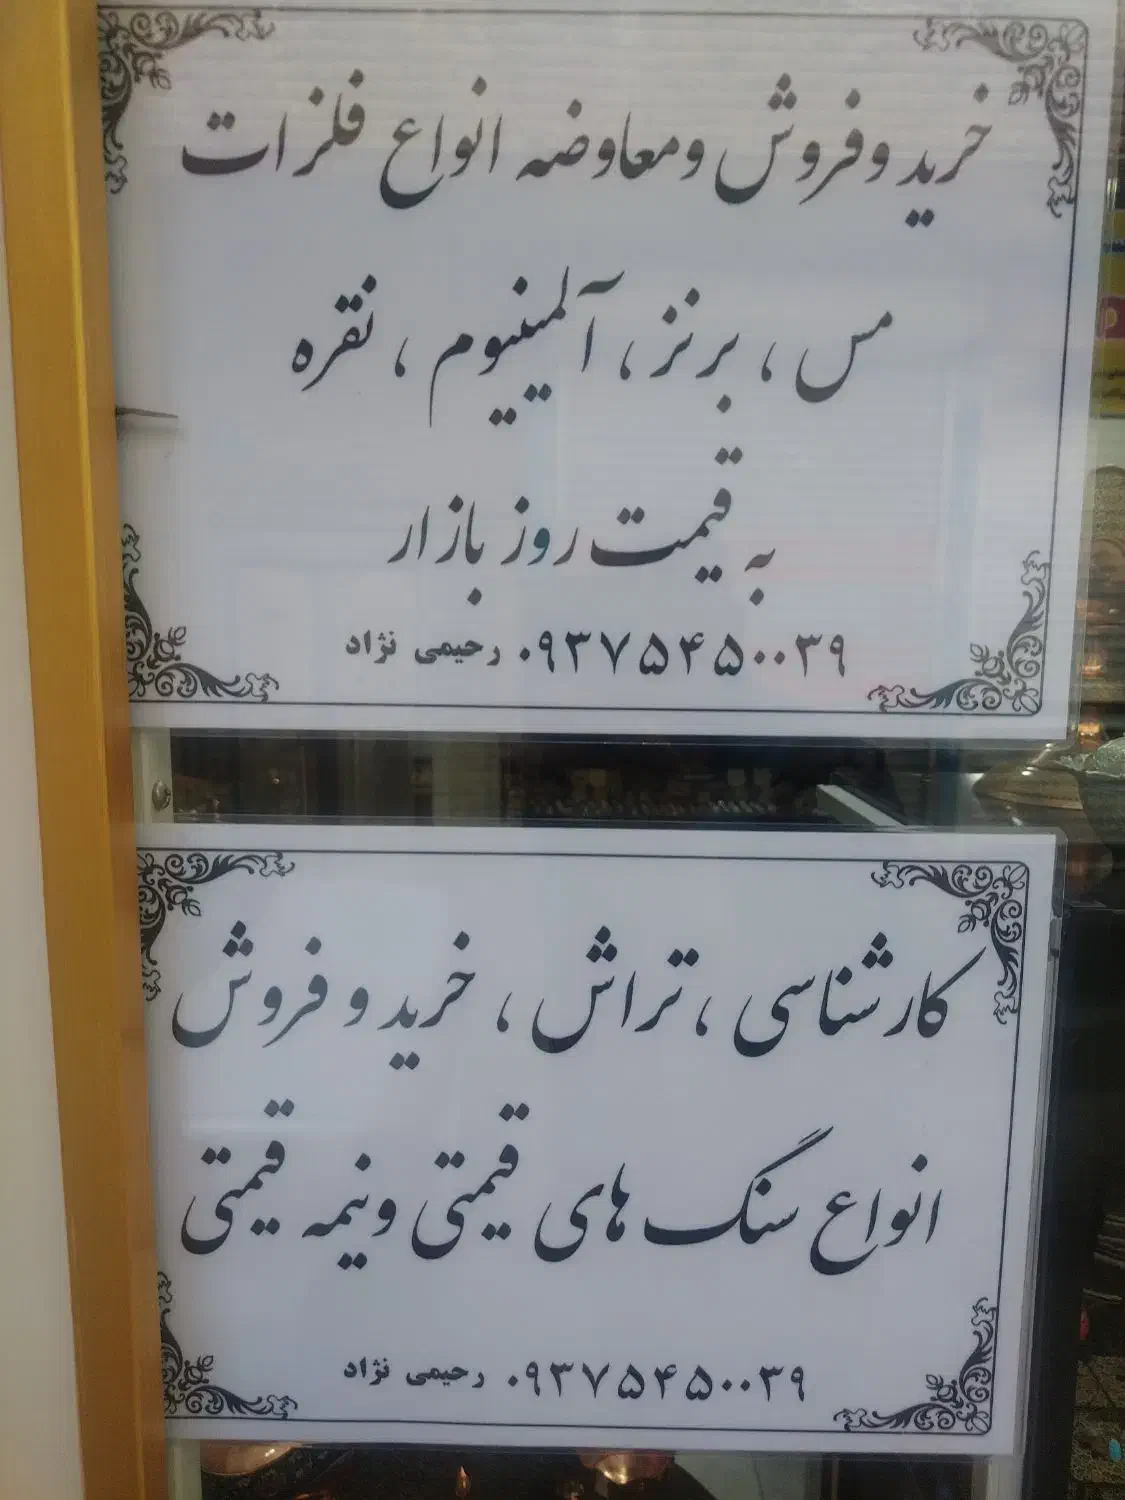 خرید و فروش و معاوضه انواع فلزات
مس ، برنز ، آلمینیوم ، نقره
به قیمت روز بازار
۰۹۳۷۵۴۵۰۰۳۹ رحیمی نژاد
کارشناسی ، تراش ، خرید و فروش
انواع سنگ های قیمتی و نیمه قیمتی
۰۹۳۷۵۴۵۰۰۳۹ رحیمی نژاد